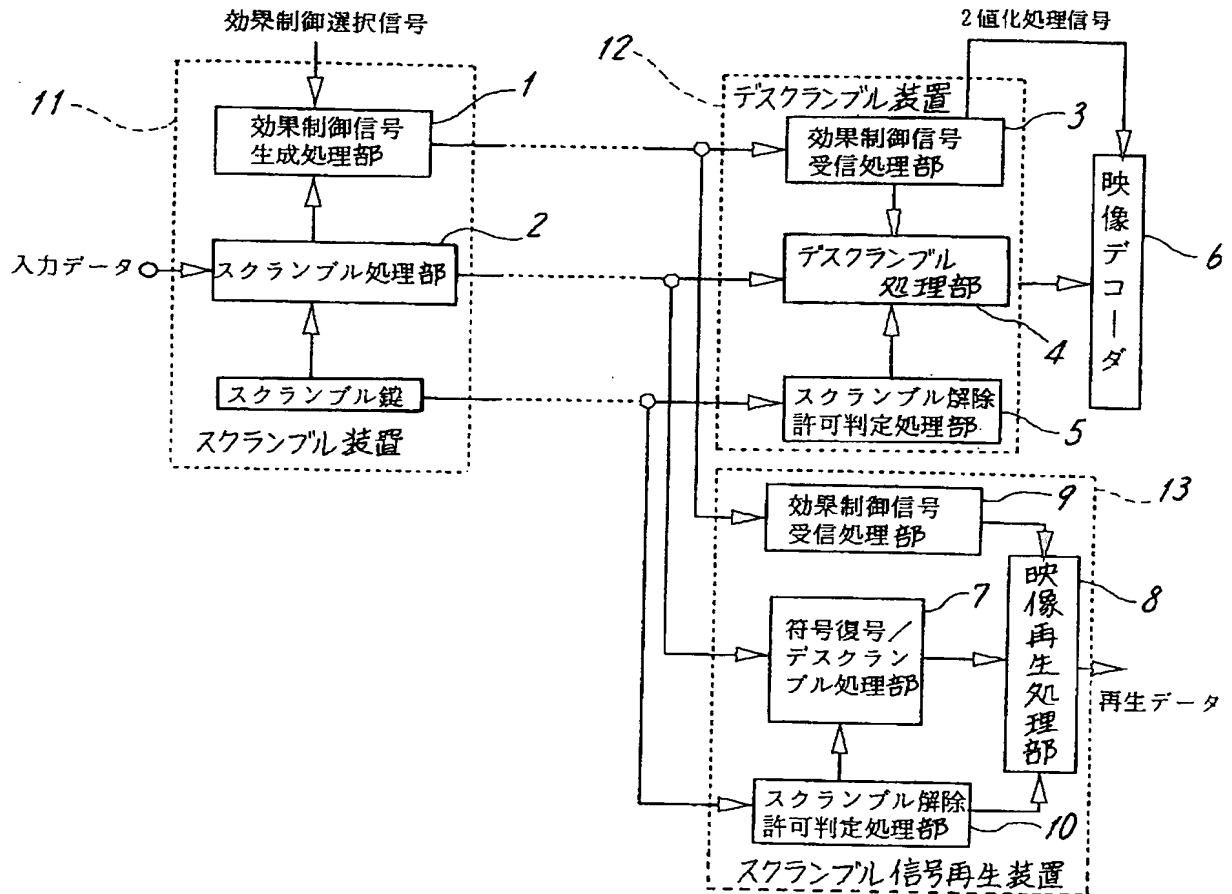 効果制御選択信号
11
1
効果制御信号
生成処理部
2
入力データ
スクランブル処理部
スクランブル鍵
スクランブル装置
2値化処理信号
12
デスクランブル装置
3
効果制御信号
受信処理部
デスクランブル
処理部
4
スクランブル解除
許可判定処理部
5
映像デコーダ
6
13
効果制御信号
受信処理部
9
7
符号復号/
デスクラン
ブル処理部
映像再生処理部
8
再生データ
スクランブル解除
許可判定処理部
10
スクランブル信号再生装置